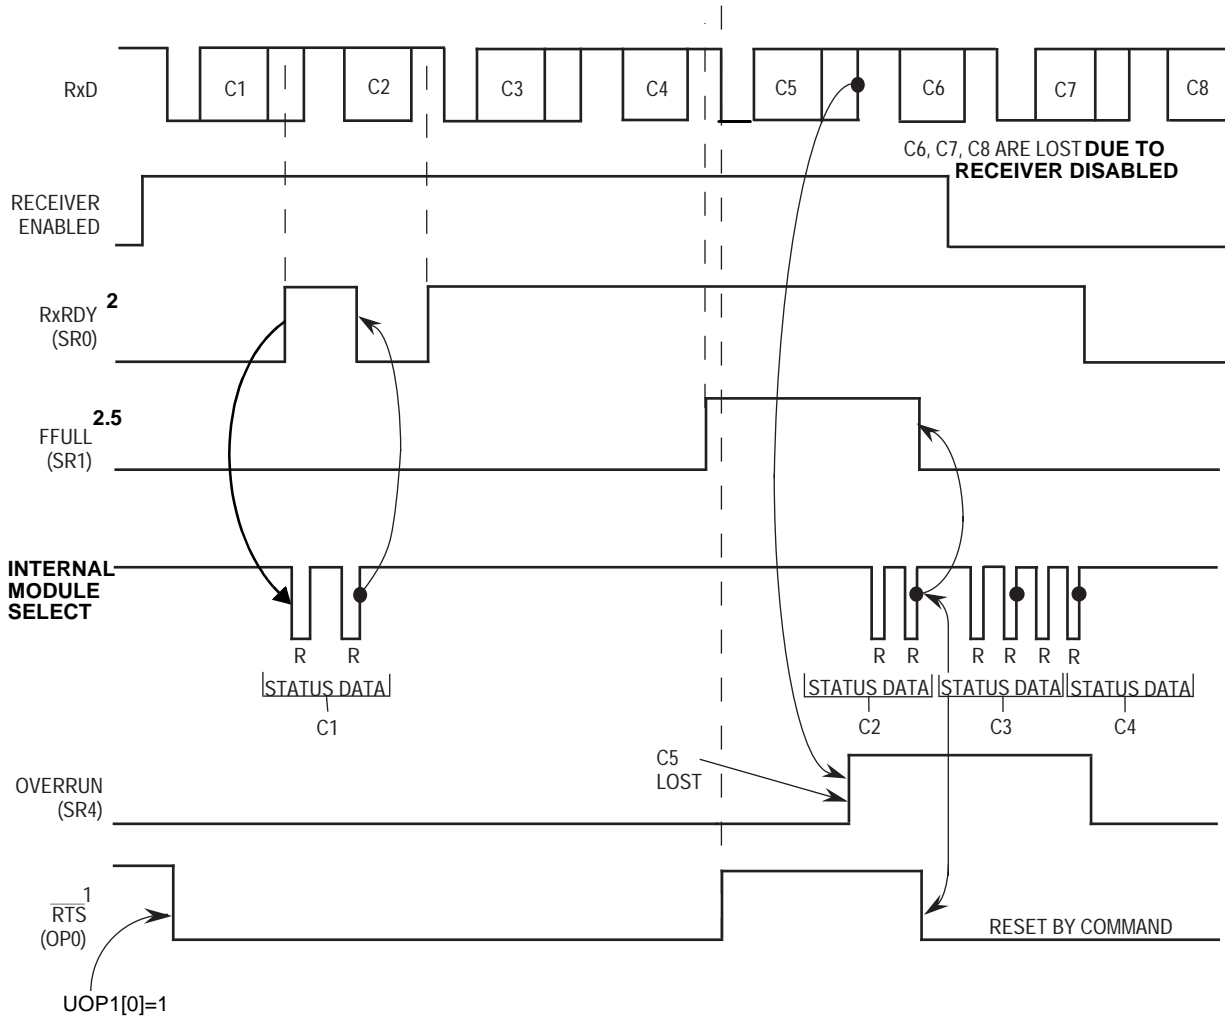 RxD
C1
C2
C3
C4
C5
C6
C7
C8
C6, C7, C8 ARE LOST DUE TO
RECEIVER DISABLED
RECEIVER
ENABLED
RxRDY 2
(SR0)
FFULL 2.5
(SR1)
INTERNAL
MODULE
SELECT
R R R R R R R R
STATUS DATA STATUS DATA STATUS DATA STATUS DATA
C1 C2 C3 C4
C5
LOST
OVERRUN
(SR4)
RTS 1
(OP0)
RESET BY COMMAND
UOP1[0]=1